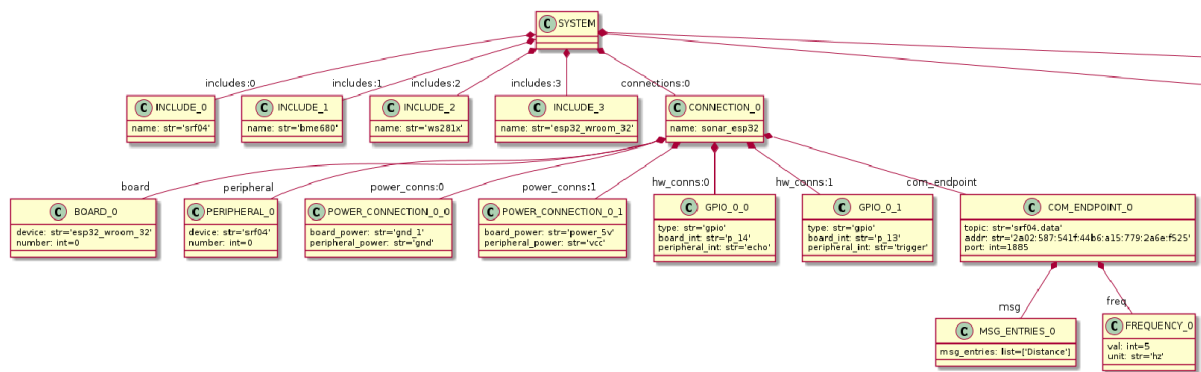 C SYSTEM
includes:0
includes:1
includes:2
includes:3
connections:0
C INCLUDE_0
name: str='srf04'
C INCLUDE_1
name: str='bme680'
C INCLUDE_2
name: str='ws281x'
C INCLUDE_3
name: str='esp32_wroom_32'
C CONNECTION_0
name: sonar_esp32
board
peripheral
power_conns:0
power_conns:1
hw_conns:0
hw_conns:1
com_endpoint
C BOARD_0
device: str='esp32_wroom_32'
number: int=0
C PERIPHERAL_0
device: str='srf04'
number: int=0
C POWER_CONNECTION_0_0
board_power: str='gnd_1'
peripheral_power: str='gnd'
C POWER_CONNECTION_0_1
board_power: str='power_5v'
peripheral_power: str='vcc'
C GPIO_0_0
type: str='gpio'
board_int: str='p_14'
peripheral_int: str='echo'
C GPIO_0_1
type: str='gpio'
board_int: str='p_13'
peripheral_int: str='trigger'
C COM_ENDPOINT_0
topic: str='srf04.data'
addr: str='2a02:587:541f:44b6:a15:779:2a6e:f525'
port: int=1885
msg
freq
C MSG_ENTRIES_0
msg_entries: list=['Distance']
C FREQUENCY_0
val: int=5
unit: str='hz'